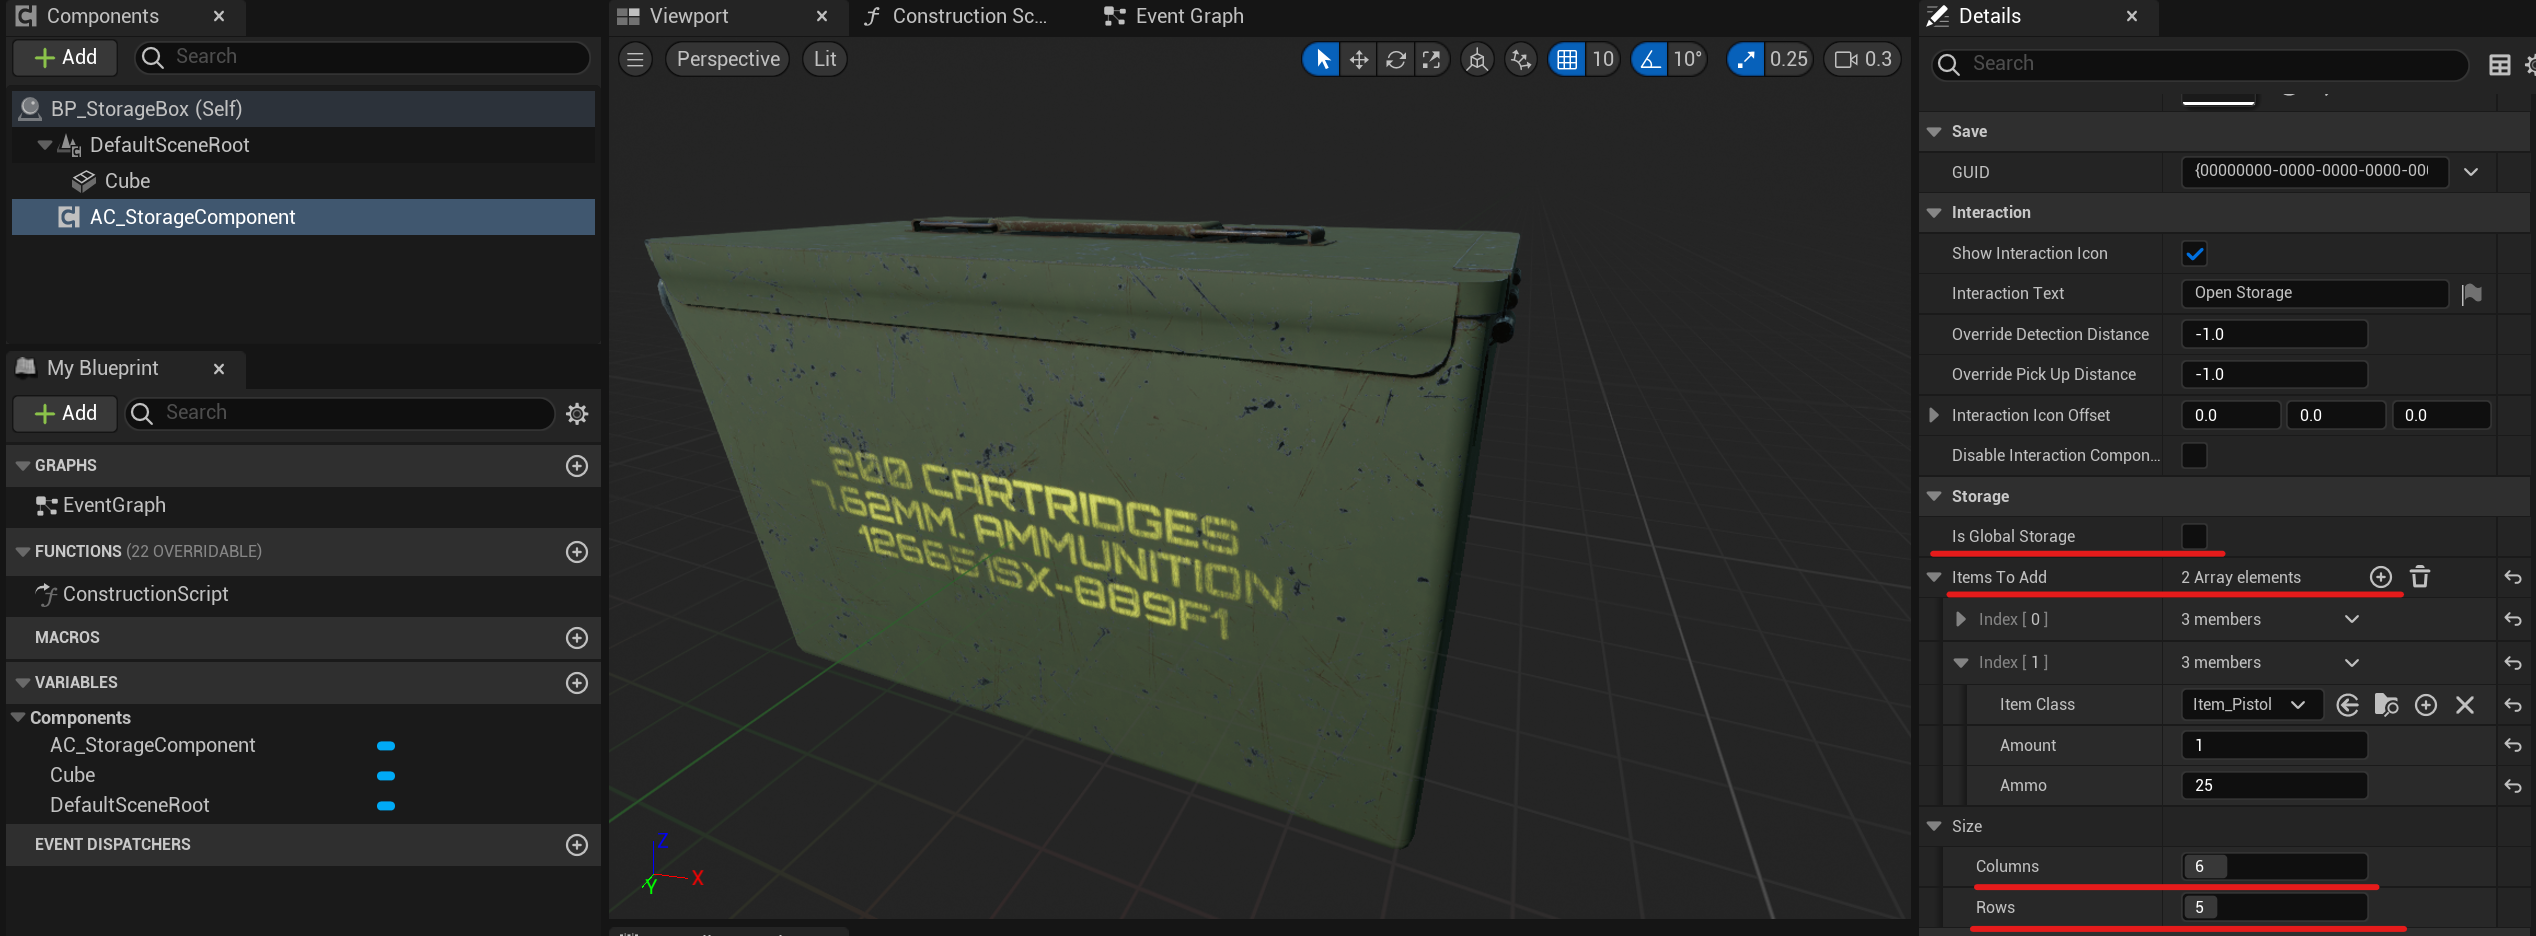 Components
Add
Search
BP_StorageBox (Self)
DefaultSceneRoot
Cube
AC_StorageComponent
My Blueprint
Add
Search
GRAPHS
EventGraph
FUNCTIONS (22 OVERRIDABLE)
ConstructionScript
MACROS
VARIABLES
Components
AC_StorageComponent
Cube
DefaultSceneRoot
EVENT DISPATCHERS
Viewport
Construction Sc...
Event Graph
Perspective
Lit
10
10°
0.25
0.3
200 CARTRIDGES
7.62MM. AMMUNITION
126651SX-889F1
Z
X
Y
Details
Search
Save
GUID
{00000000-0000-0000-0000-00
Interaction
Show Interaction Icon
Interaction Text
Open Storage
Override Detection Distance
-1.0
Override Pick Up Distance
-1.0
Interaction Icon Offset
0.0
0.0
0.0
Disable Interaction Compon...
Storage
Is Global Storage
Items To Add
2 Array elements
Index [ 0 ]
3 members
Index [ 1 ]
3 members
Item Class
Item_Pistol
Amount
1
Ammo
25
Size
Columns
6
Rows
5